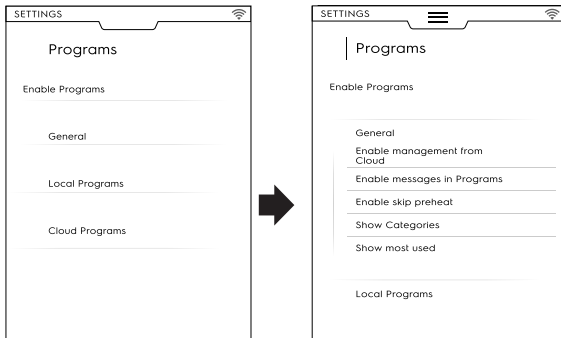 SETTINGS
Programs
Enable Programs
General
Local Programs
Cloud Programs
SETTINGS
Programs
Enable Programs
General
Enable management from
Cloud
Enable messages in Programs
Enable skip preheat
Show Categories
Show most used
Local Programs